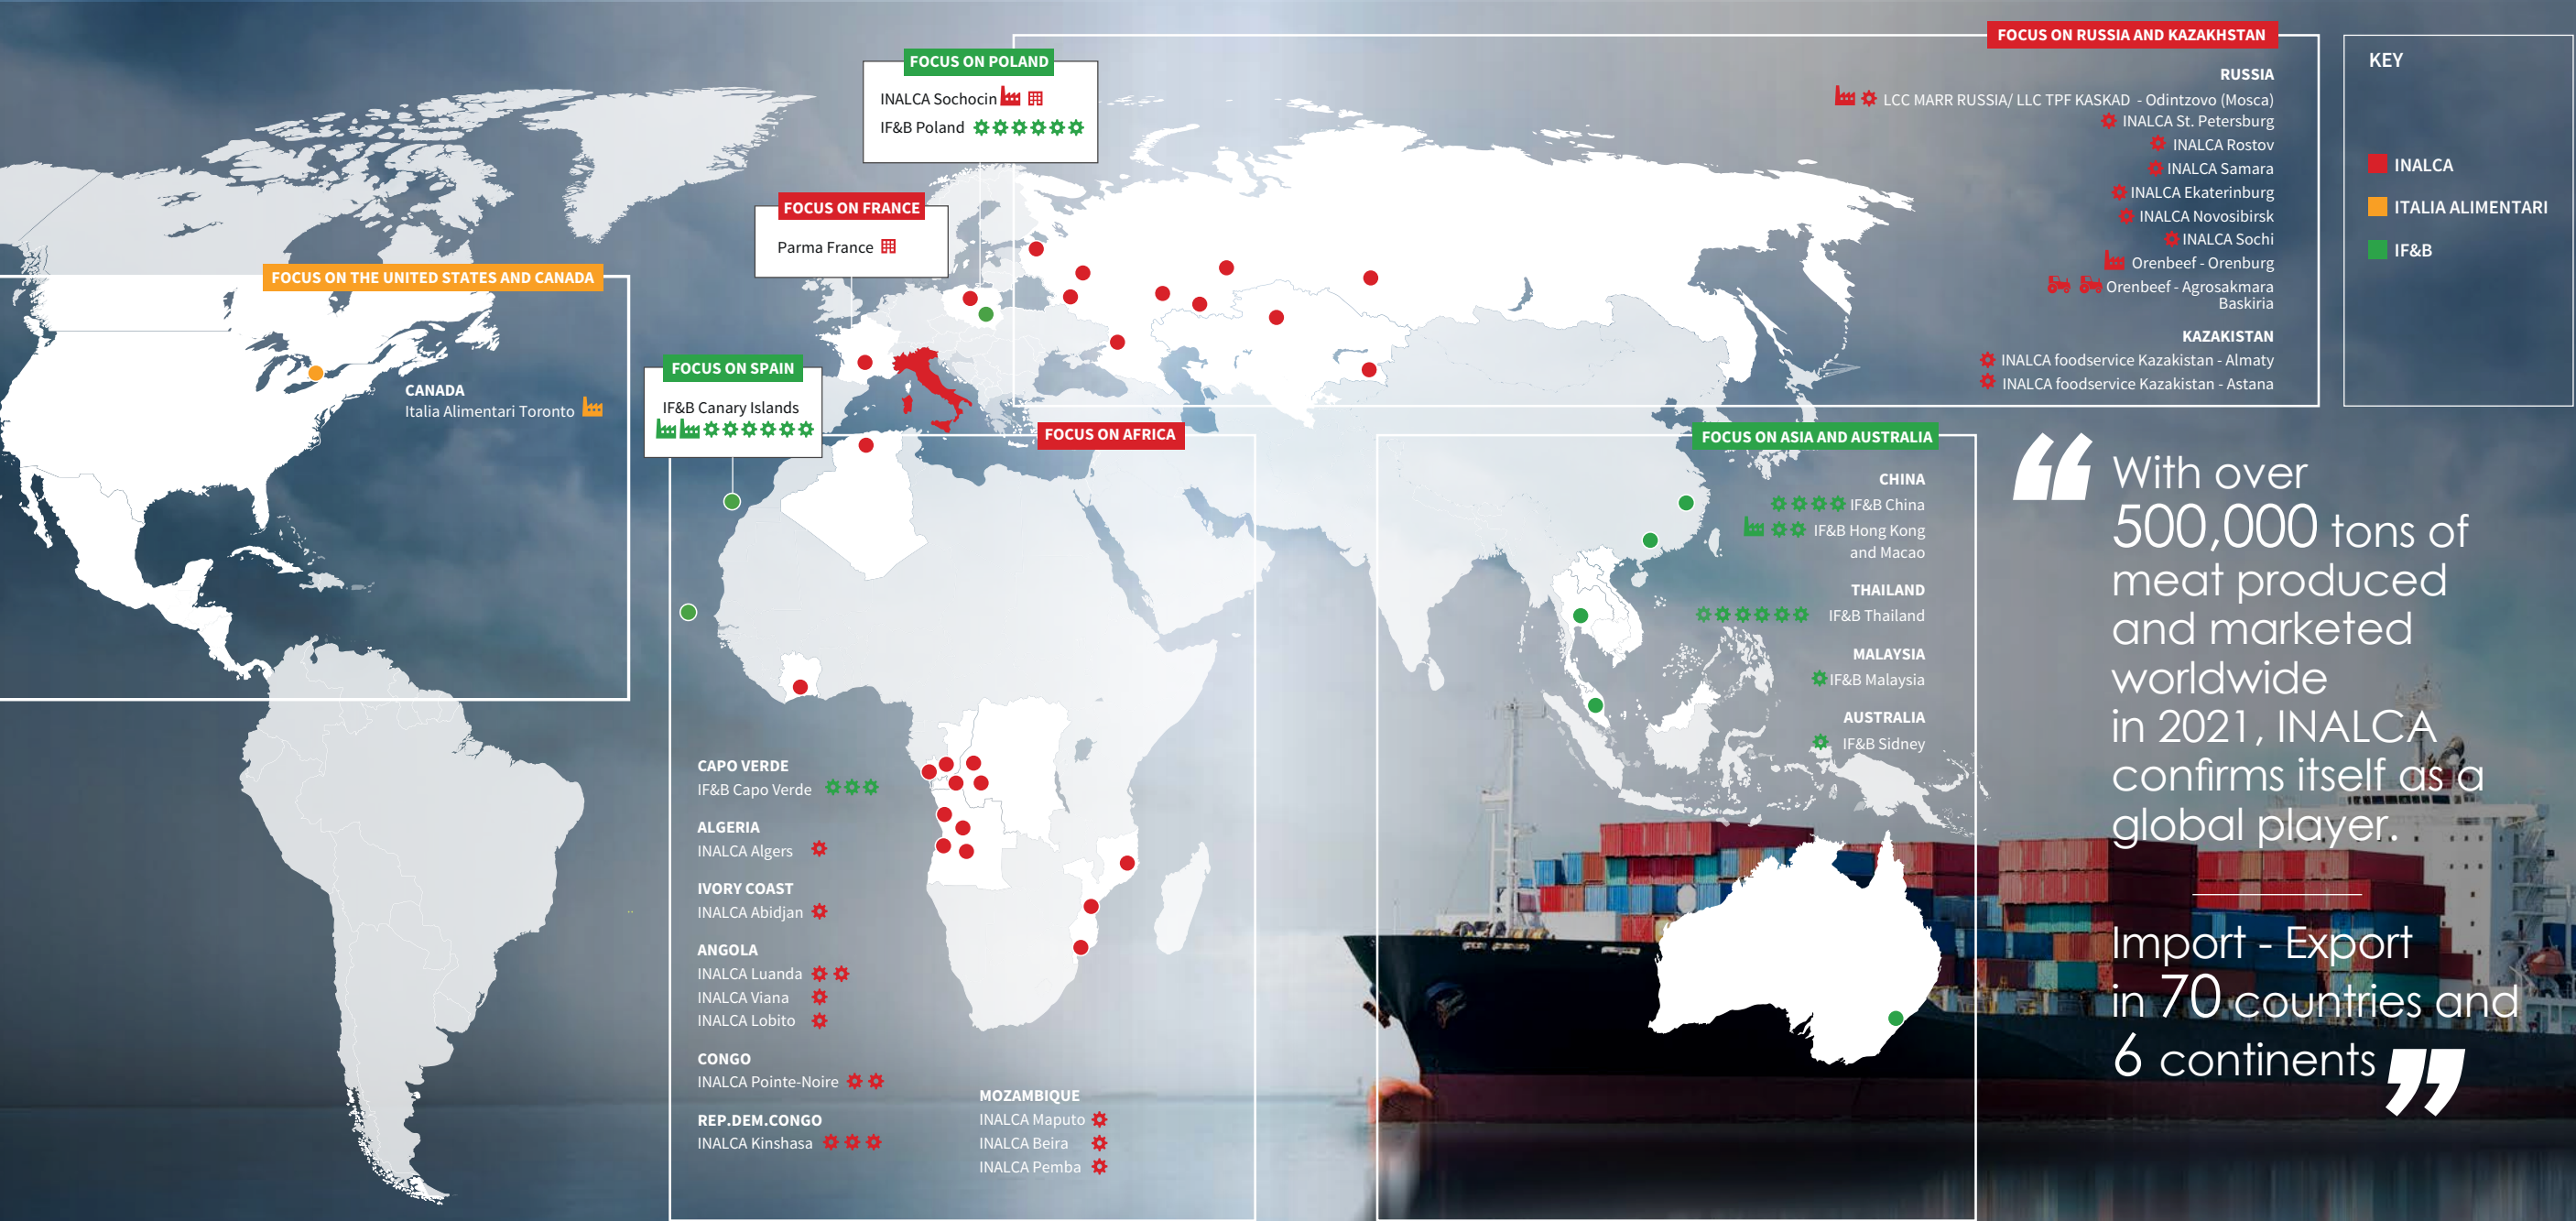 FOCUS ON POLAND
INALCA Sochocin
IF&B Poland
FOCUS ON FRANCE
Parma France
FOCUS ON THE UNITED STATES AND CANADA
CANADA
Italia Alimentari Toronto
FOCUS ON SPAIN
IF&B Canary Islands
FOCUS ON RUSSIA AND KAZAKHSTAN
RUSSIA
LCC MARR RUSSIA/ LLC TPF KASKAD - Odintzovo (Mosca)
INALCA St. Petersburg
INALCA Rostov
INALCA Samara
INALCA Ekaterinburg
INALCA Novosibirsk
INALCA Sochi
Orenbeef - Orenburg
Orenbeef - Agrosakmara
Baskiria
KAZAKISTAN
INALCA foodservice Kazakistan - Almaty
INALCA foodservice Kazakistan - Astana
KEY
INALCA
ITALIA ALIMENTARI
IF&B
FOCUS ON AFRICA
CAPO VERDE
IF&B Capo Verde
ALGERIA
INALCA Algers
IVORY COAST
INALCA Abidjan
ANGOLA
INALCA Luanda
INALCA Viana
INALCA Lobito
CONGO
INALCA Pointe-Noire
REP.DEM.CONGO
INALCA Kinshasa
MOZAMBIQUE
INALCA Maputo
INALCA Beira
INALCA Pemba
FOCUS ON ASIA AND AUSTRALIA
CHINA
IF&B China
IF&B Hong Kong
and Macao
THAILAND
IF&B Thailand
MALAYSIA
IF&B Malaysia
AUSTRALIA
IF&B Sidney
“ With over
500,000 tons of
meat produced
and marketed
worldwide
in 2021, INALCA
confirms itself as a
global player.
Import - Export
in 70 countries and
6 continents ”